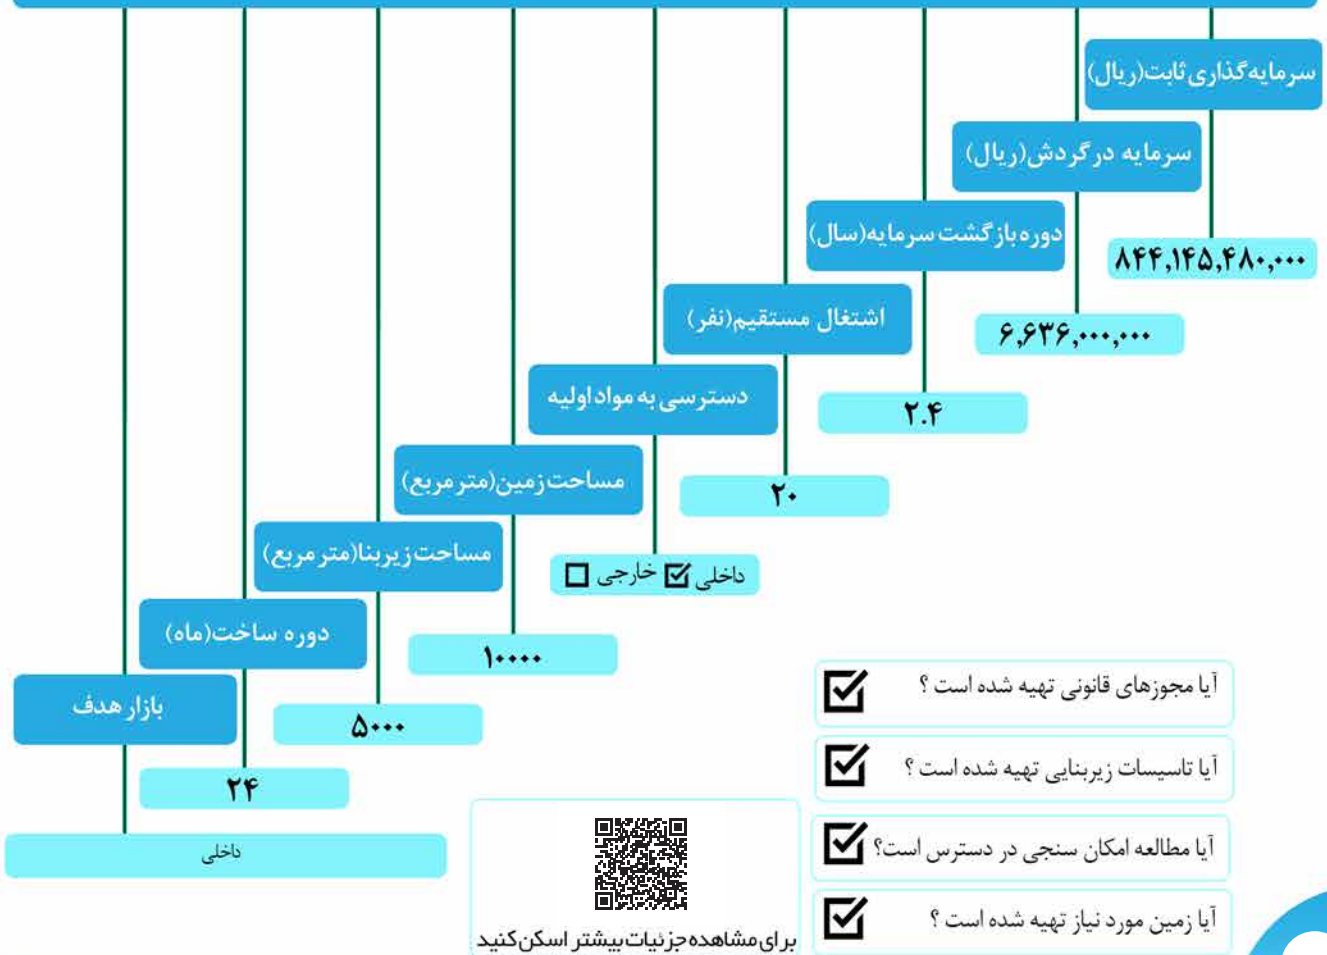 سرمایه‌گذاری ثابت(ریال)
۸۴۴,۱۴۵,۴۸۰,۰۰۰
سرمایه در گردش(ریال)
۶,۶۳۶,۰۰۰,۰۰۰
دوره بازگشت سرمایه(سال)
۲.۴
اشتغال مستقیم(نفر)
۲۰
دسترسی به مواد اولیه
داخلی ☑ خارجی ☐
مساحت زمین(متر مربع)
۱۰۰۰۰
مساحت زیربنا(متر مربع)
۵۰۰۰
دوره ساخت(ماه)
۲۴
بازار هدف
داخلی
آیا مجوزهای قانونی تهیه شده است ؟ ☑
آیا تاسیسات زیربنایی تهیه شده است ؟ ☑
آیا مطالعه امکان سنجی در دسترس است؟ ☑
آیا زمین مورد نیاز تهیه شده است ؟ ☑
برای مشاهده جزئیات بیشتر اسکن کنید